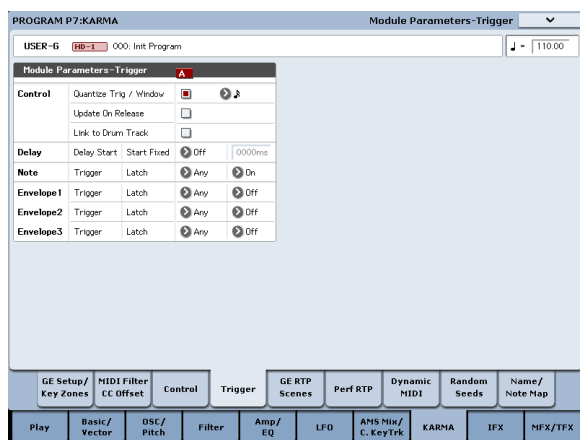 PROGRAM P7:KARMA Module Parameters-Trigger
USER-G HD-1 000: Init Program ♩ = 110.00
Module Parameters-Trigger A
Control Quantize Trig / Window ♪
Update On Release
Link to Drum Track
Delay Delay Start Start Fixed Off 0000ms
Note Trigger Latch Any On
Envelope1 Trigger Latch Any Off
Envelope2 Trigger Latch Any Off
Envelope3 Trigger Latch Any Off
GE Setup/ Key Zones MIDI Filter CC Offset Control Trigger GE RTP Scenes Perf RTP Dynamic MIDI Random Seeds Name/ Note Map
Play Basic/ Vector OSC/ Pitch Filter Amp/ EQ LFO AMS Mix/ C. KeyTrk KARMA IFX MFX/TFX